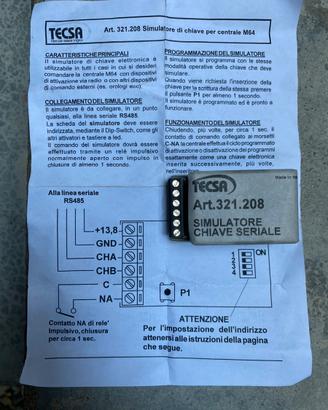 TECSA
Art. 321.208 Simulatore di chiave per centrale M64
CARATTERISTICHE PRINCIPALI
Il simulatore di chiave elettronica è
utilizzabile in tutti i casi in cui si desideri
comandare la centrale M64 con dispositivi
di attivazione via radio o con altri dispositivi
di comando esterni (es. orologi ecc):
COLLEGAMENTO DEL SIMULATORE
Il simulatore è da collegare, in un punto
qualsiasi, alla linea seriale RS485.
La scheda del simulatore deve essere
indirizzata, mediante il Dip-Switch, come gli
altri attivatori e tastiere a led.
Il comando del simulatore dovrà essere
effettuato tramite un relè impulsivo
normalmente aperto con impulso in
chiusura di almeno 1 secondo.
PROGRAMMAZIONE DEL SIMULATORE
Il simulatore si programma con le stesse
modalità operative della chiave che deve
simulare.
Quando viene richiesta l'inserzione della
chiave per la scrittura della stessa premere
il pulsante P1 per almeno 1 secondo.
Il simulatore è programmato ed è pronto a
funzionare.
FUNZIONAMENTO DEL SIMULATORE
Chiudendo, più volte, per circa 1 sec. il
contatto di comando collegato ai morsetti
C-NA la centrale effettua il ciclo programmato
di attivazione o disattivazione dei programmi
esattamente come una chiave elettronica
inserita successivamente, più volte,
nell'inseritore
TECSA
Art.321.208
SIMULATORE
CHIAVE SERIALE
Made in
Alla linea seriale
RS485
+13,8
GND
CHA
CHB
C
NA
P1
ON
1
2
3
4
Contatto NA di relè
Impulsivo, chiusura
per circa 1 sec.
ATTENZIONE
Per l'impostazione dell'indirizzo
attenersi alle istruzioni della pagina
che segue.